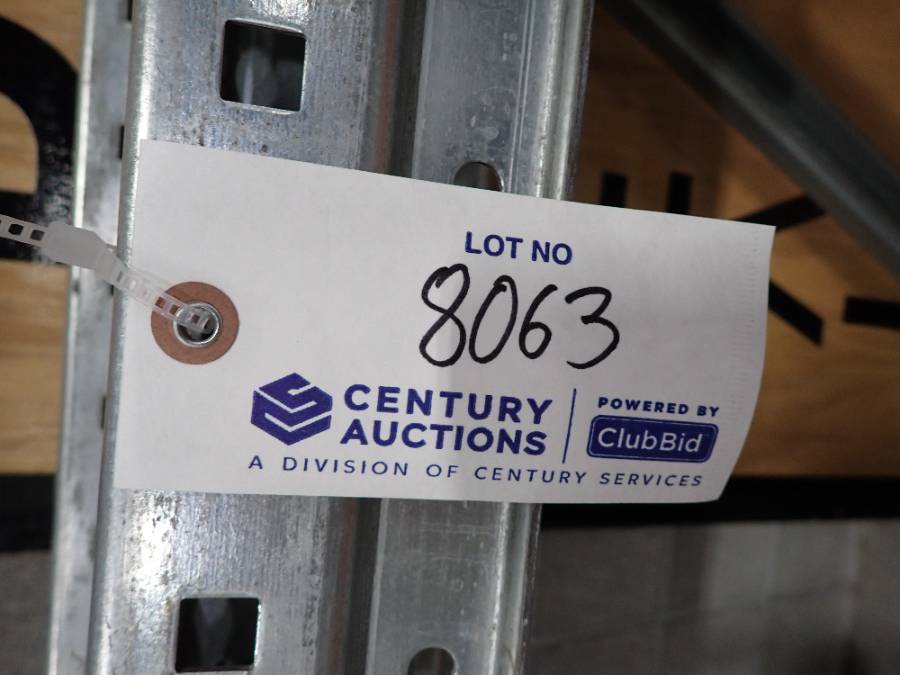 LOT NO
8063
CENTURY
AUCTIONS
POWERED BY
ClubBid
A DIVISION OF CENTURY SERVICES